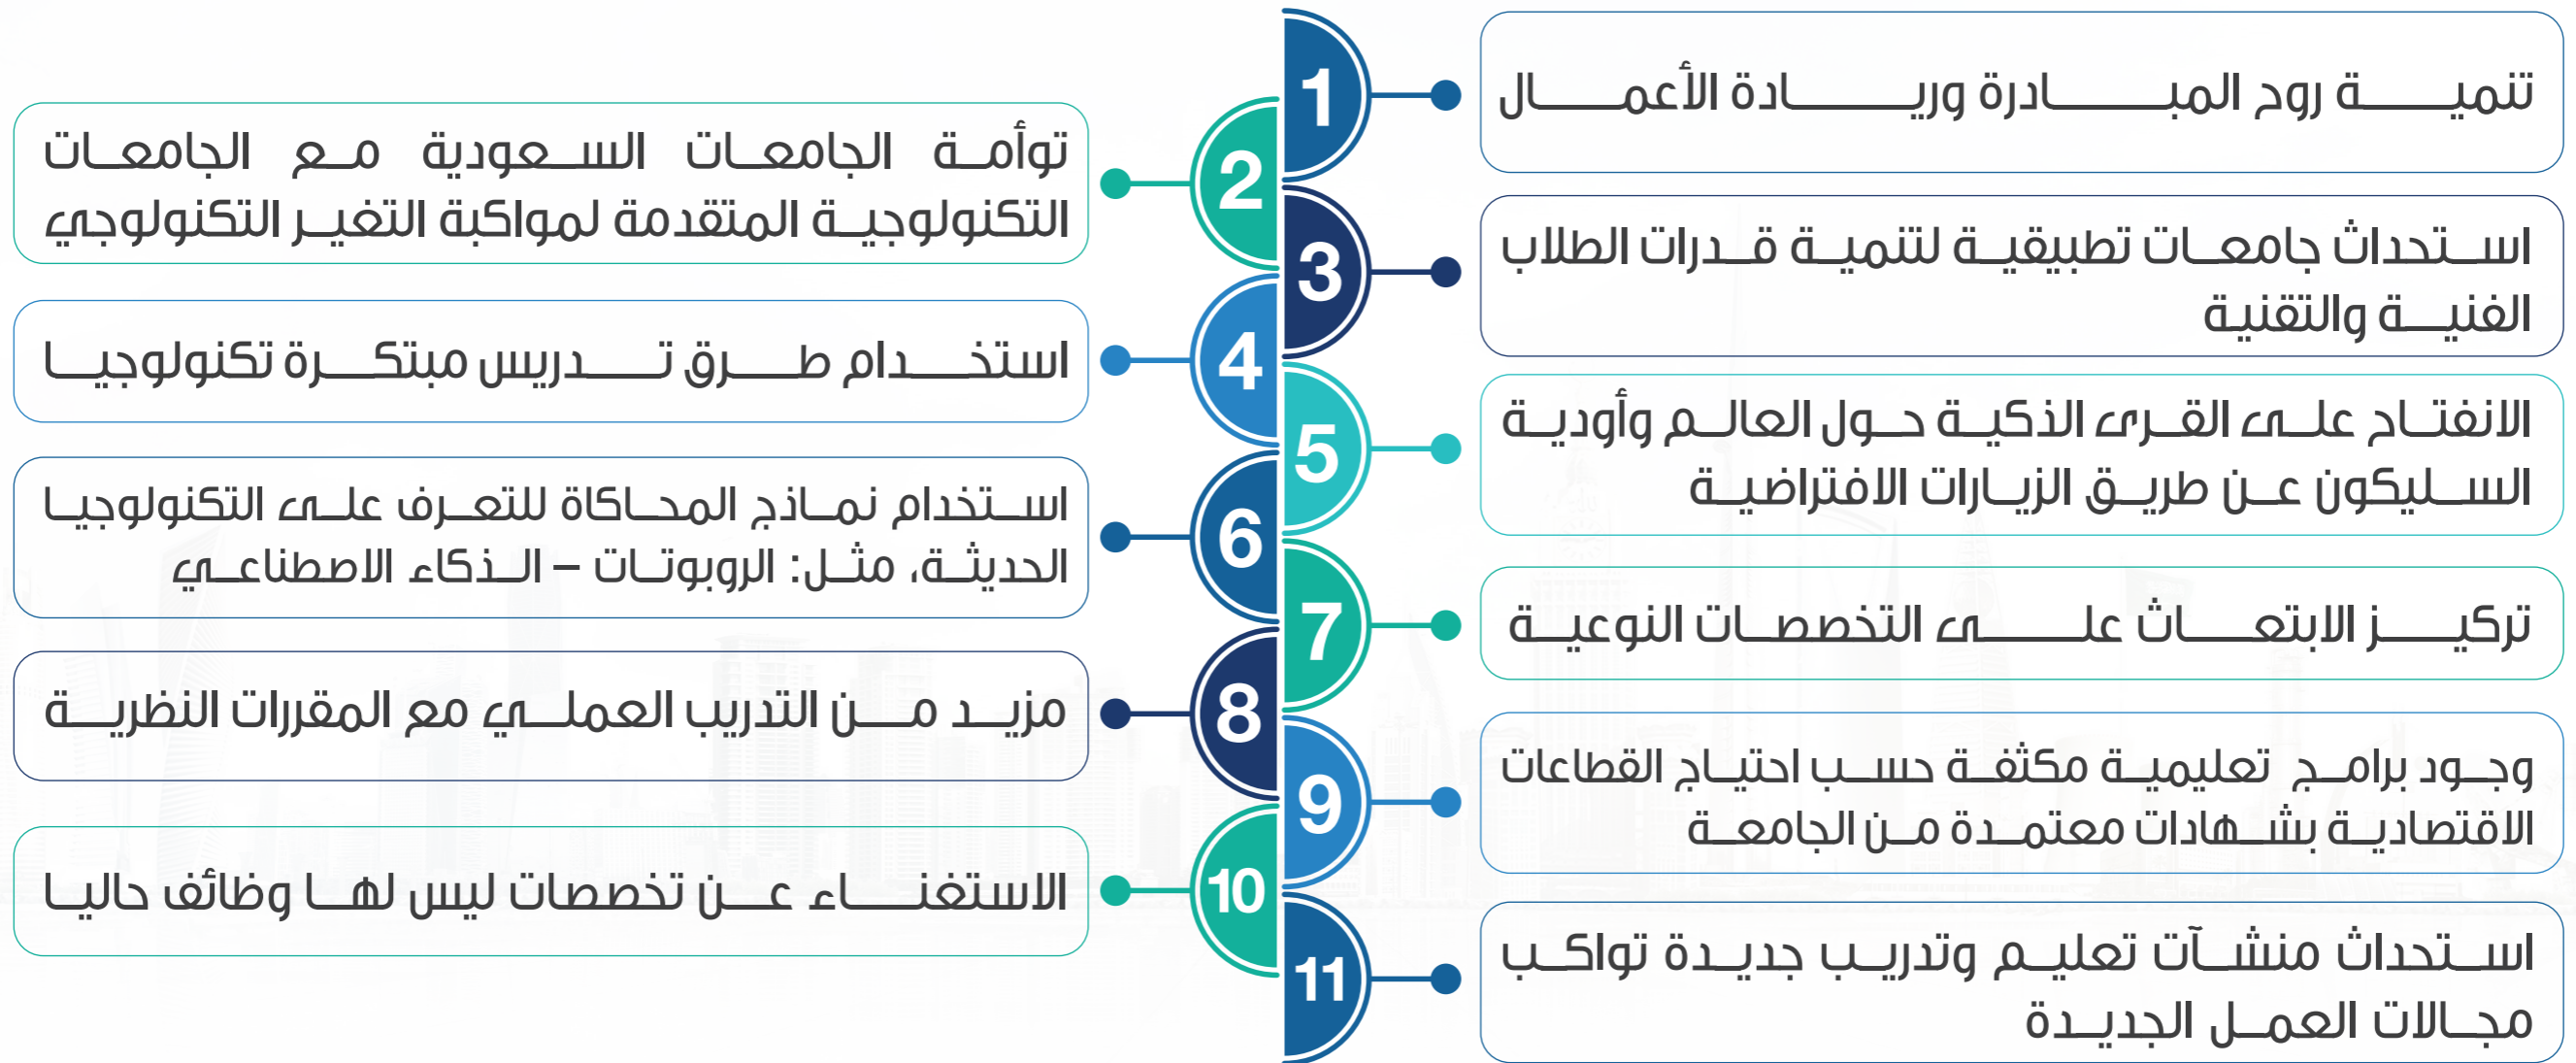 1
تنمية روح المبادرة وريادة الأعمال
2
توأمة الجامعات السعودية مع الجامعات
التكنولوجية المتقدمة لمواكبة التغير التكنولوجي
3
استحداث جامعات تطبيقية لتنمية قدرات الطلاب
الفنية والتقنية
4
استخدام طرق تدريس مبتكرة تكنولوجيا
5
الانفتاح على القرى الذكية حول العالم وأودية
السليكون عن طريق الزيارات الافتراضية
6
استخدام نماذج المحاكاة للتعرف على التكنولوجيا
الحديثة، مثل: الروبوتات – الذكاء الاصطناعي
7
تركيز الابتعاث على التخصصات النوعية
8
مزيد من التدريب العملي مع المقررات النظرية
9
وجود برامج تعليمية مكثفة حسب احتياج القطاعات
الاقتصادية بشهادات معتمدة من الجامعة
10
الاستغناء عن تخصصات ليس لها وظائف حاليا
11
استحداث منشآت تعليم وتدريب جديدة تواكب
مجالات العمل الجديدة